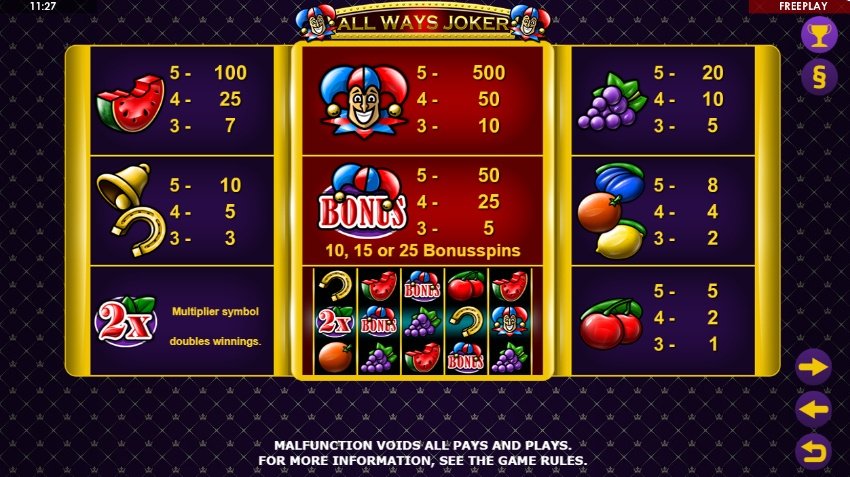 11:27
FREEPLAY
ALL WAYS JOKER
§
5 - 100
4 - 25
3 - 7
5 - 500
4 - 50
3 - 10
5 - 20
4 - 10
3 - 5
5 - 10
4 - 5
3 - 3
BONUS
5 - 50
4 - 25
3 - 5
10, 15 or 25 Bonusspins
5 - 8
4 - 4
3 - 2
2x
Multiplier symbol
doubles winnings.
BONUS
2x
BONUS
BONUS
5 - 5
4 - 2
3 - 1
MALFUNCTION VOIDS ALL PAYS AND PLAYS.
FOR MORE INFORMATION, SEE THE GAME RULES.